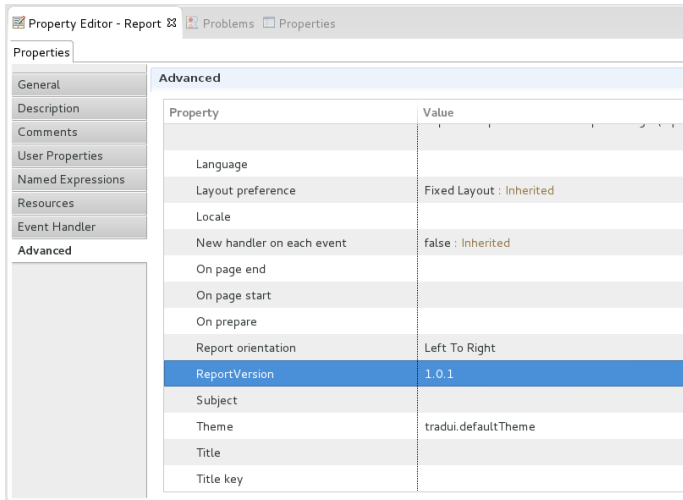 Property Editor - Report Problems Properties
Properties
General
Description
Comments
User Properties
Named Expressions
Resources
Event Handler
Advanced
Advanced
Property Value
Language
Layout preference Fixed Layout : Inherited
Locale
New handler on each event false : Inherited
On page end
On page start
On prepare
Report orientation Left To Right
ReportVersion 1.0.1
Subject
Theme tradui.defaultTheme
Title
Title key